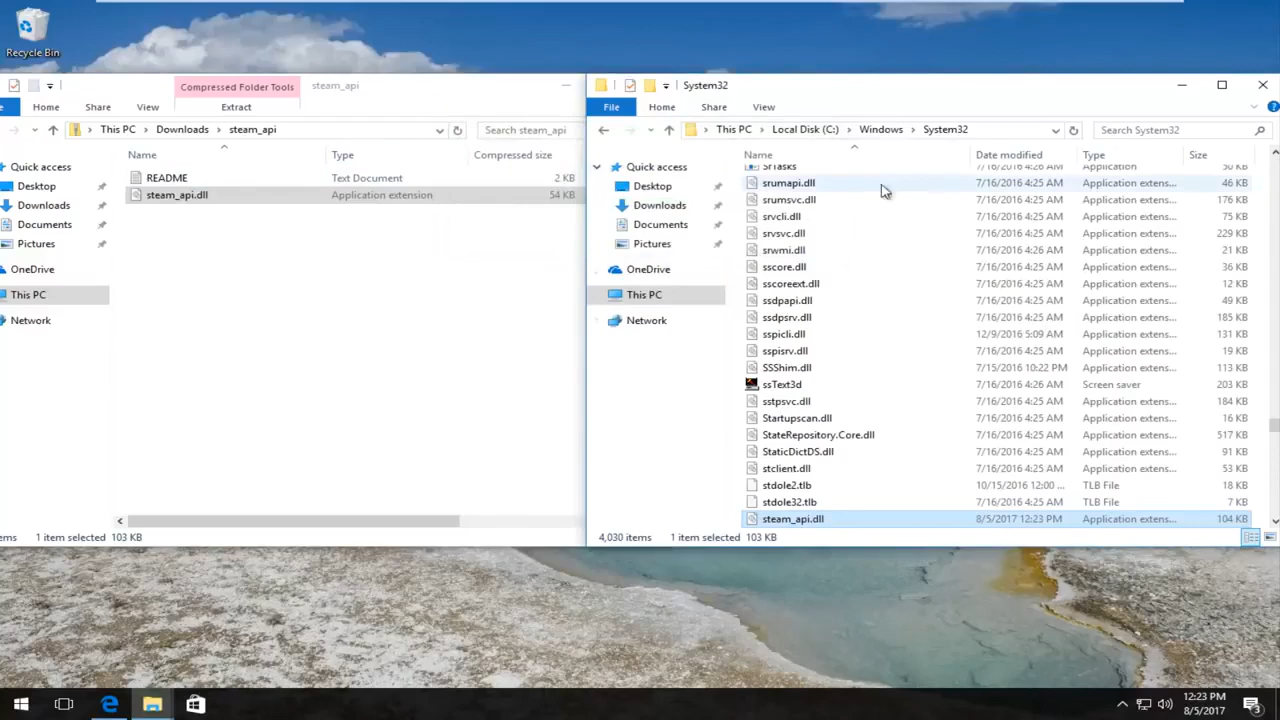 Recycle Bin
Compressed Folder Tools
steam_api
Home
Share
View
Extract
This PC
Downloads
steam_api
Search steam_api
Name
Type
Compressed size
Quick access
Desktop
Downloads
Documents
Pictures
OneDrive
This PC
Network
README
Text Document
2 KB
steam_api.dll
Application extension
54 KB
ems
1 item selected 103 KB
System32
File
Home
Share
View
This PC
Local Disk (C:)
Windows
System32
Search System32
Quick access
Desktop
Downloads
Documents
Pictures
OneDrive
This PC
Network
Name Date modified Type Size
srumapi.dll 7/16/2016 4:25 AM Application extens... 46 KB
srumsvc.dll 7/16/2016 4:25 AM Application extens... 176 KB
srvcli.dll 7/16/2016 4:25 AM Application extens... 75 KB
srvsvc.dll 7/16/2016 4:25 AM Application extens... 229 KB
srwmi.dll 7/16/2016 4:26 AM Application extens... 21 KB
sscore.dll 7/16/2016 4:25 AM Application extens... 36 KB
sscoreext.dll 7/16/2016 4:25 AM Application extens... 12 KB
ssdpapi.dll 7/16/2016 4:25 AM Application extens... 49 KB
ssdpsrv.dll 7/16/2016 4:25 AM Application extens... 185 KB
sspicli.dll 12/9/2016 5:09 AM Application extens... 131 KB
sspisrv.dll 7/16/2016 4:25 AM Application extens... 19 KB
SSShim.dll 7/15/2016 10:22 PM Application extens... 113 KB
ssText3d 7/16/2016 4:26 AM Screen saver 203 KB
sstpsvc.dll 7/16/2016 4:25 AM Application extens... 184 KB
Startupscan.dll 7/16/2016 4:25 AM Application extens... 16 KB
StateRepository.Core.dll 7/16/2016 4:25 AM Application extens... 517 KB
StaticDictDS.dll 7/16/2016 4:25 AM Application extens... 91 KB
stclient.dll 7/16/2016 4:25 AM Application extens... 53 KB
stdole2.tlb 10/15/2016 12:00 ... TLB File 18 KB
stdole32.tlb 7/16/2016 4:25 AM TLB File 7 KB
steam_api.dll 8/5/2017 12:23 PM Application extens... 104 KB
4,030 items 1 item selected 103 KB
12:23 PM
8/5/2017
3